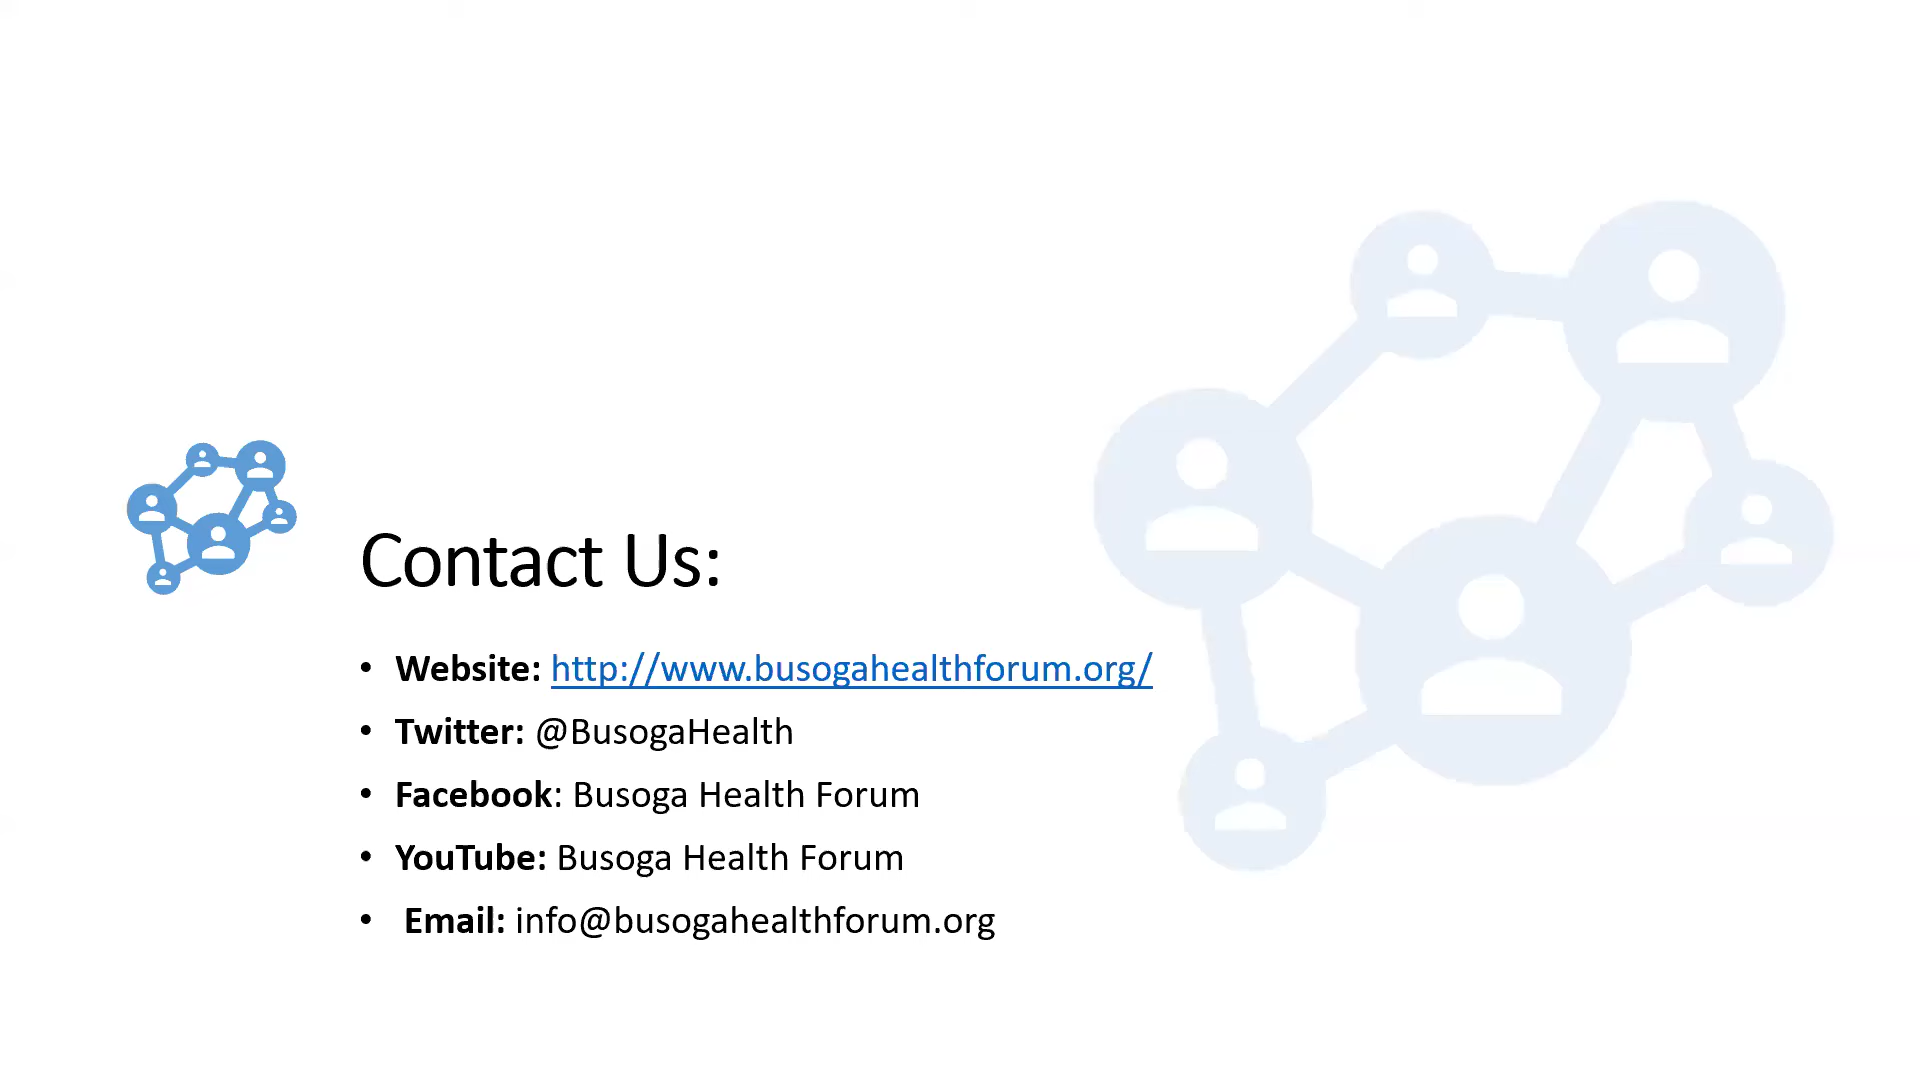 Contact Us:
• Website: http://www.busogahealthforum.org/
• Twitter: @BusogaHealth
• Facebook: Busoga Health Forum
• YouTube: Busoga Health Forum
• Email: info@busogahealthforum.org